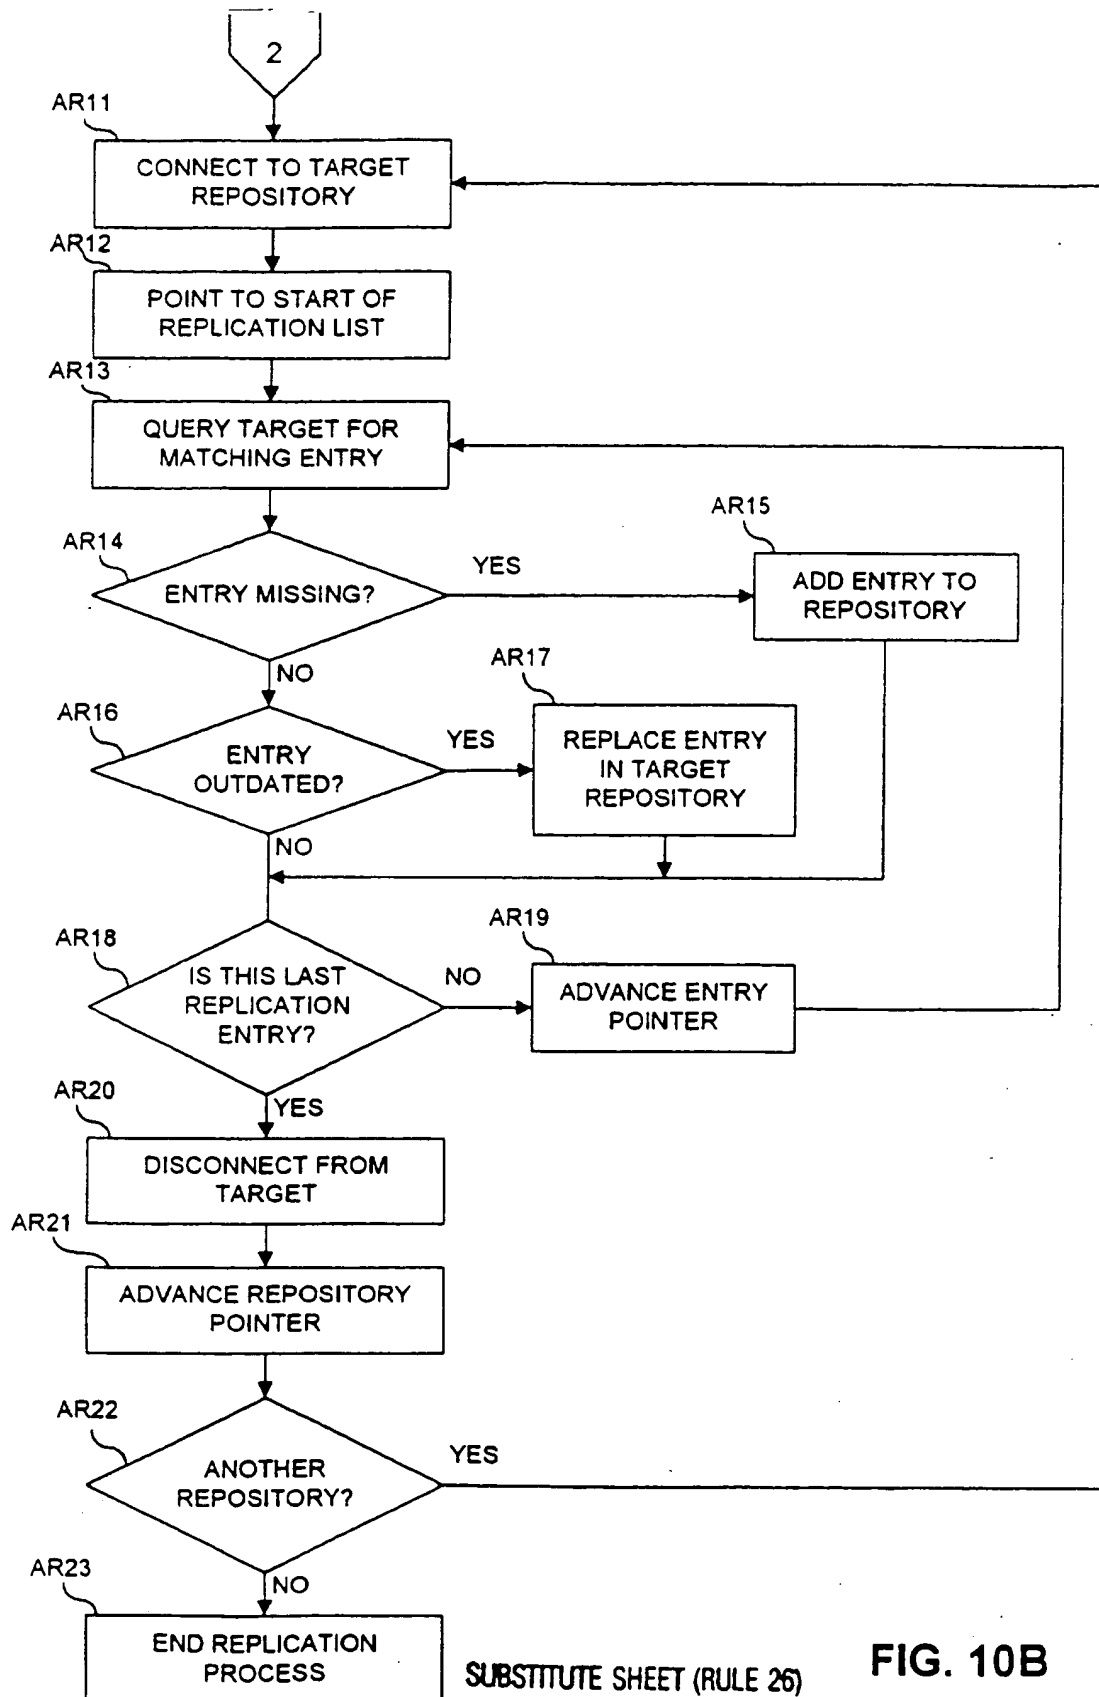 2
AR11
CONNECT TO TARGET
REPOSITORY
AR12
POINT TO START OF
REPLICATION LIST
AR13
QUERY TARGET FOR
MATCHING ENTRY
AR14
ENTRY MISSING?
YES
AR15
ADD ENTRY TO
REPOSITORY
NO
AR16
ENTRY
OUTDATED?
YES
AR17
REPLACE ENTRY
IN TARGET
REPOSITORY
NO
AR18
IS THIS LAST
REPLICATION
ENTRY?
NO
AR19
ADVANCE ENTRY
POINTER
YES
AR20
DISCONNECT FROM
TARGET
AR21
ADVANCE REPOSITORY
POINTER
AR22
ANOTHER
REPOSITORY?
YES
NO
AR23
END REPLICATION
PROCESS
SUBSTITUTE SHEET (RULE 26)
FIG. 10B